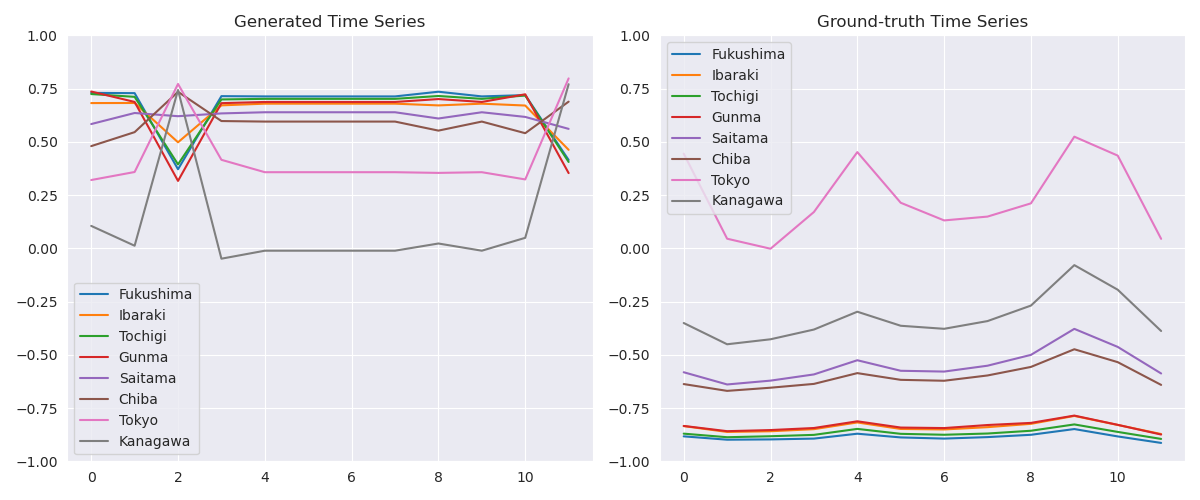 Generated Time Series
1.00
0.75
0.50
0.25
0.00
−0.25
−0.50
−0.75
−1.00
0 2 4 6 8 10
Fukushima
Ibaraki
Tochigi
Gunma
Saitama
Chiba
Tokyo
Kanagawa
Ground-truth Time Series
1.00
0.75
0.50
0.25
0.00
−0.25
−0.50
−0.75
−1.00
0 2 4 6 8 10
Fukushima
Ibaraki
Tochigi
Gunma
Saitama
Chiba
Tokyo
Kanagawa